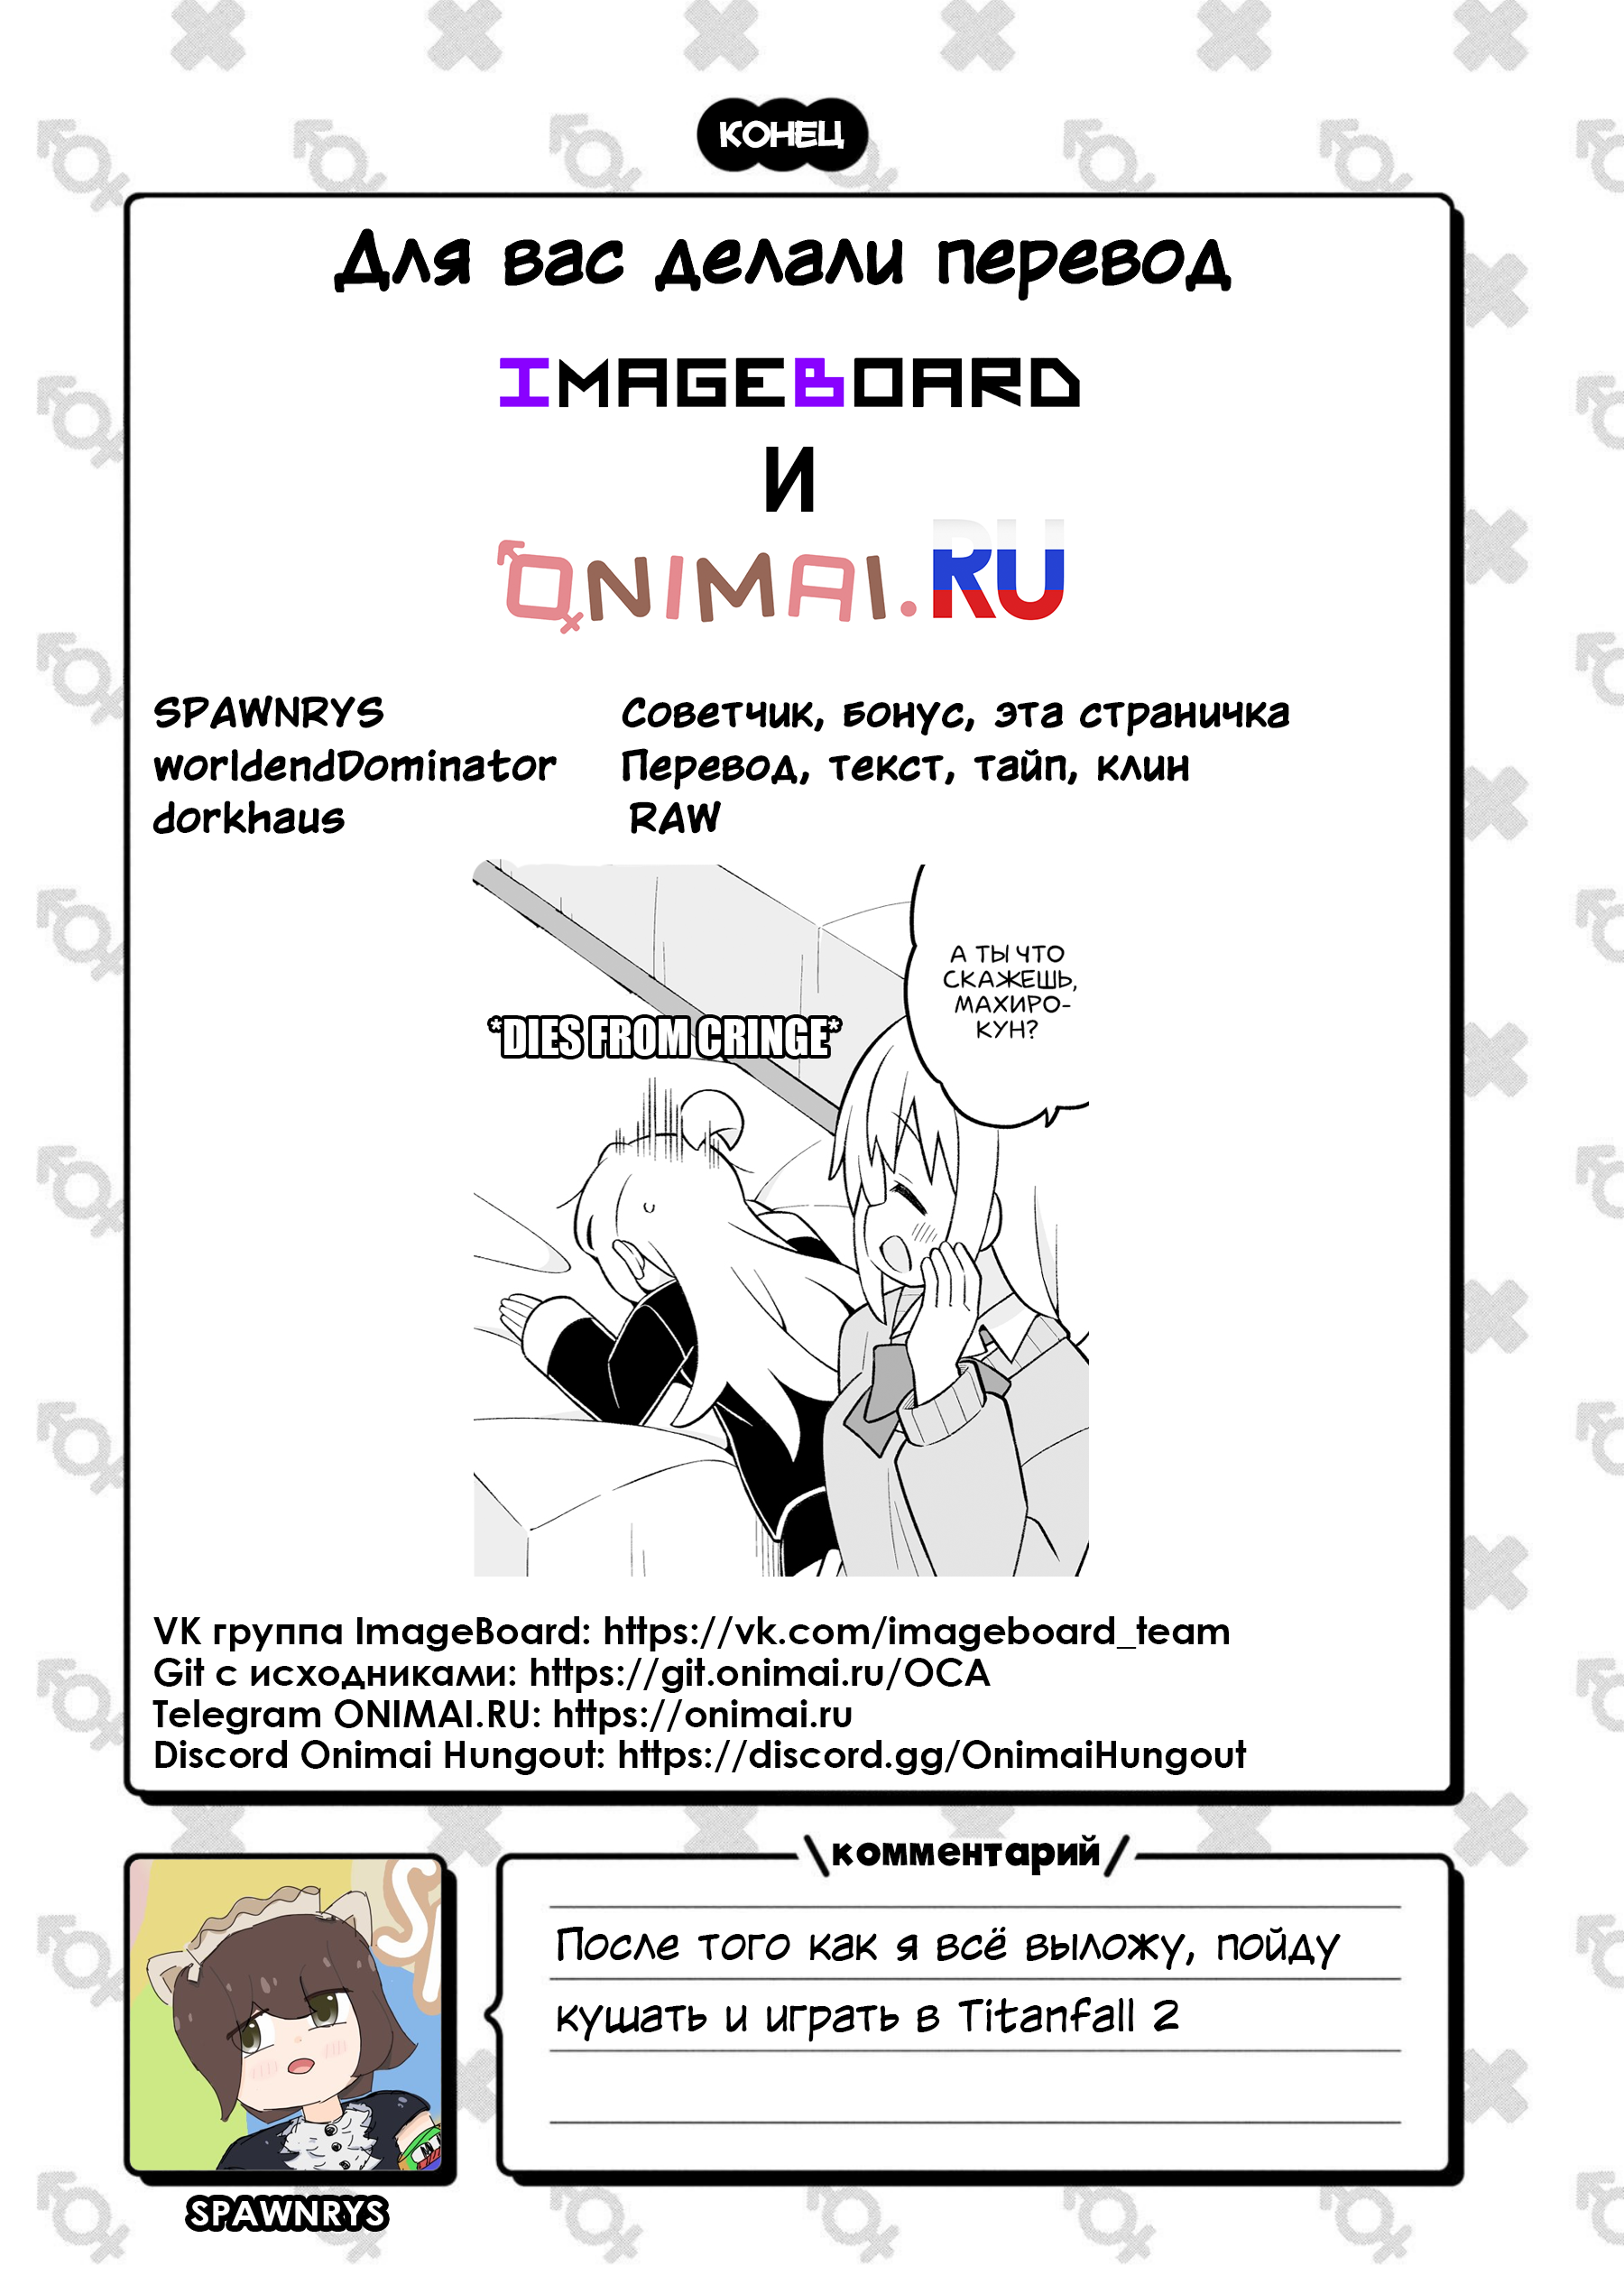 КОНЕЦ
Для вас делали перевод
IMAGEBOARD
И
ONIMAI.RU
SPAWNRYS Советчик, бонус, эта страничка
worldendDominator Перевод, текст, тайп, клин
dorkhaus RAW
А ТЫ ЧТО
СКАЖЕШЬ,
МАХИРО-
КУН?
*DIES FROM CRINGE*
VK группа ImageBoard: https://vk.com/imageboard_team
Git с исходниками: https://git.onimai.ru/OCA
Telegram ONIMAI.RU: https://onimai.ru
Discord Onimai Hungout: https://discord.gg/OnimaiHungout
\комментарий/
После того как я всё выложу, пойду
кушать и играть в Titanfall 2
SPAWNRYS